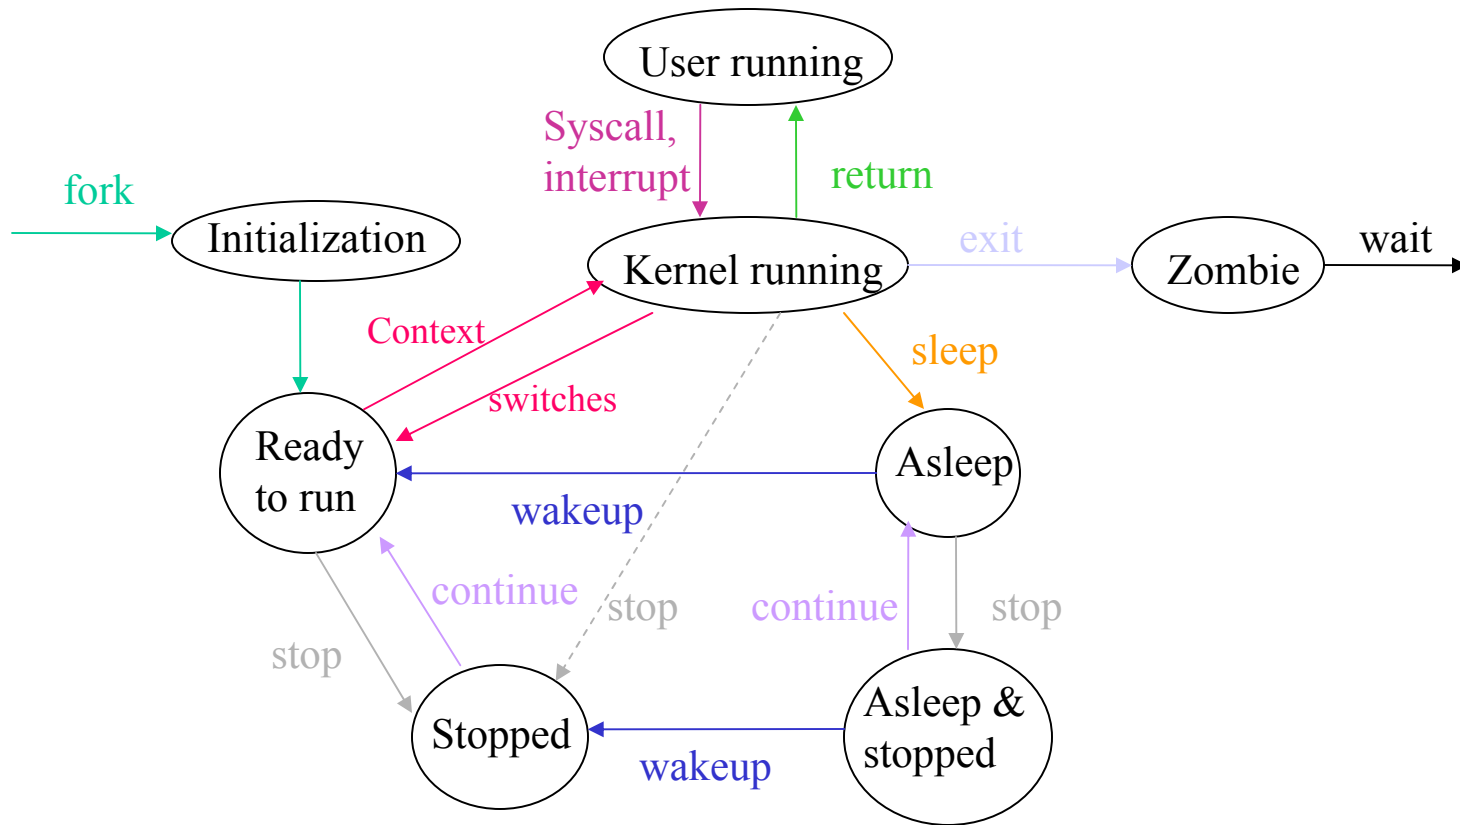 User running
Syscall,
interrupt
return
fork
Initialization
exit
wait
Kernel running
Zombie
Context
sleep
switches
Ready
to run
Asleep
wakeup
continue
stop
continue
stop
stop
Stopped
Asleep &
stopped
wakeup